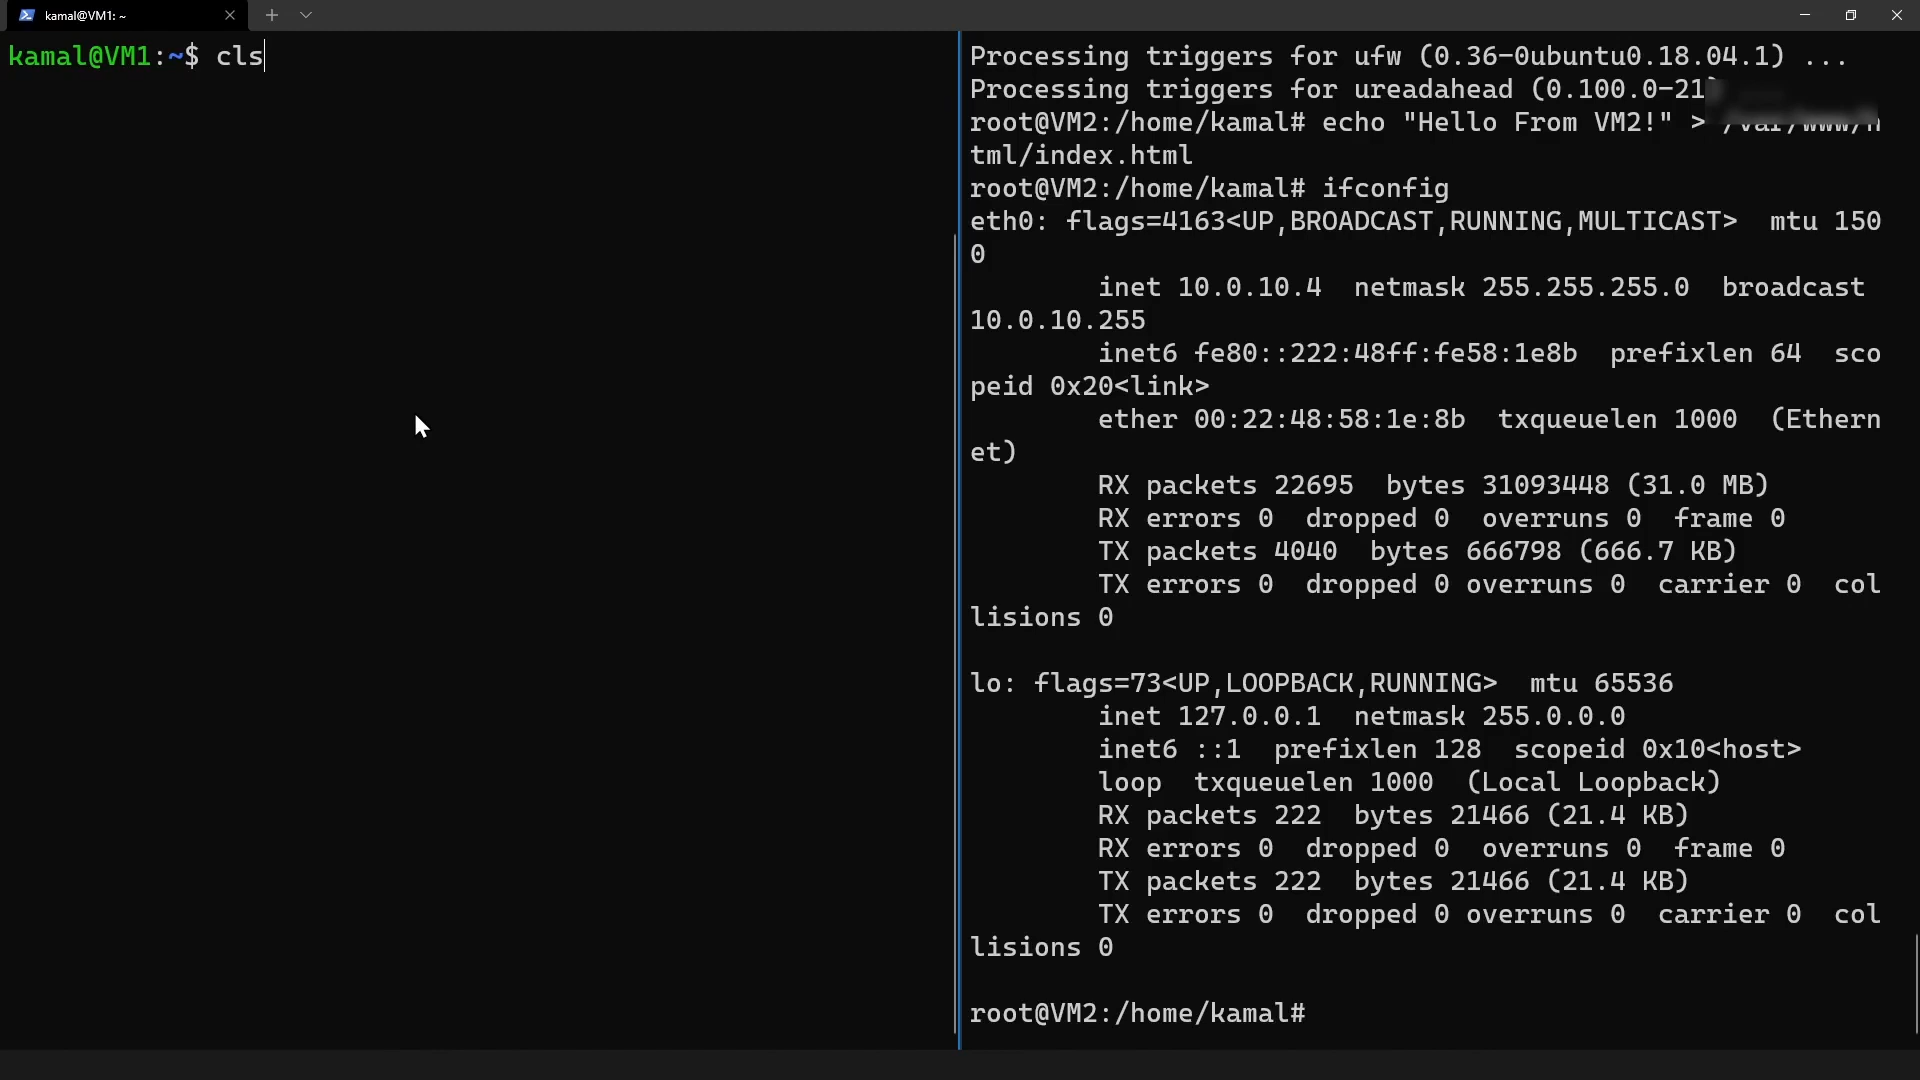 kamal@VM1: ~
kamal@VM1:~$ cls
Processing triggers for ufw (0.36-0ubuntu0.18.04.1) ...
Processing triggers for ureadahead (0.100.0-21) ...
root@VM2:/home/kamal# echo "Hello From VM2!" > /var/www/h
tml/index.html
root@VM2:/home/kamal# ifconfig
eth0: flags=4163<UP,BROADCAST,RUNNING,MULTICAST>  mtu 150
0
        inet 10.0.10.4  netmask 255.255.255.0  broadcast
10.0.10.255
        inet6 fe80::222:48ff:fe58:1e8b  prefixlen 64  sco
peid 0x20<link>
        ether 00:22:48:58:1e:8b  txqueuelen 1000  (Ethern
et)
        RX packets 22695  bytes 31093448 (31.0 MB)
        RX errors 0  dropped 0  overruns 0  frame 0
        TX packets 4040  bytes 666798 (666.7 KB)
        TX errors 0  dropped 0 overruns 0  carrier 0  col
lisions 0
lo: flags=73<UP,LOOPBACK,RUNNING>  mtu 65536
        inet 127.0.0.1  netmask 255.0.0.0
        inet6 ::1  prefixlen 128  scopeid 0x10<host>
        loop  txqueuelen 1000  (Local Loopback)
        RX packets 222  bytes 21466 (21.4 KB)
        RX errors 0  dropped 0  overruns 0  frame 0
        TX packets 222  bytes 21466 (21.4 KB)
        TX errors 0  dropped 0 overruns 0  carrier 0  col
lisions 0
root@VM2:/home/kamal#